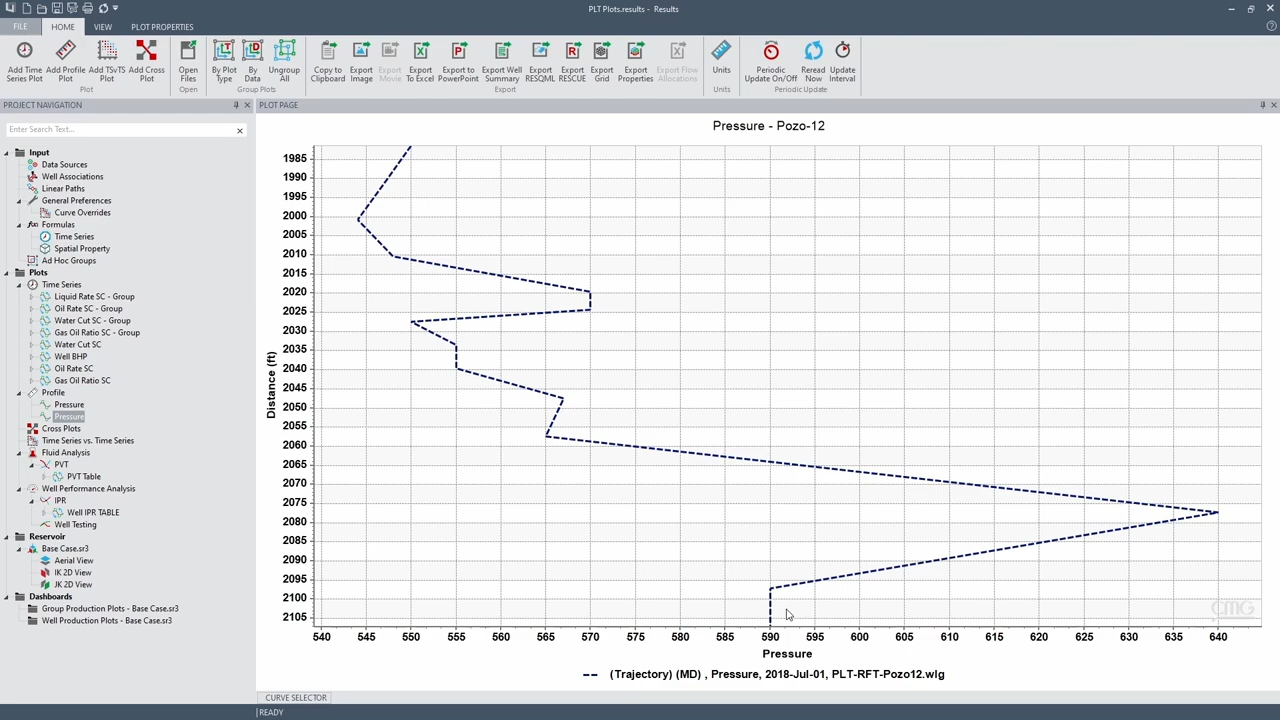 PLT Plots.results - Results
FILE HOME VIEW PLOT PROPERTIES
Add Time Series Plot
Add Profile Plot
Add TSvTS Plot
Add Cross Plot
Plot
Open Files
Open
By Plot Type
By Data
Ungroup All
Group Plots
Copy to Clipboard
Export Image
Export Movie
Export To Excel
Export to PowerPoint
Export Well Summary
Export RESQML
Export RESCUE
Export Grid
Export Properties
Export Flow Allocations
Export
Units
Units
Periodic Update On/Off
Reread Now
Update Interval
Periodic Update
PROJECT NAVIGATION
Enter Search Text...
Input
Data Sources
Well Associations
Linear Paths
General Preferences
Curve Overrides
Formulas
Time Series
Spatial Property
Ad Hoc Groups
Plots
Time Series
Liquid Rate SC - Group
Oil Rate SC - Group
Water Cut SC - Group
Gas Oil Ratio SC - Group
Water Cut SC
Well BHP
Oil Rate SC
Gas Oil Ratio SC
Profile
Pressure
Pressure
Cross Plots
Time Series vs. Time Series
Fluid Analysis
PVT
PVT Table
Well Performance Analysis
IPR
Well IPR TABLE
Well Testing
Reservoir
Base Case.sr3
Aerial View
IK 2D View
JK 2D View
Dashboards
Group Production Plots - Base Case.sr3
Well Production Plots - Base Case.sr3
PLOT PAGE
Pressure - Pozo-12
Distance (ft)
1985
1990
1995
2000
2005
2010
2015
2020
2025
2030
2035
2040
2045
2050
2055
2060
2065
2070
2075
2080
2085
2090
2095
2100
2105
540 545 550 555 560 565 570 575 580 585 590 595 600 605 610 615 620 625 630 635 640
Pressure
(Trajectory) (MD) , Pressure, 2018-Jul-01, PLT-RFT-Pozo12.wlg
CMG
CURVE SELECTOR
READY